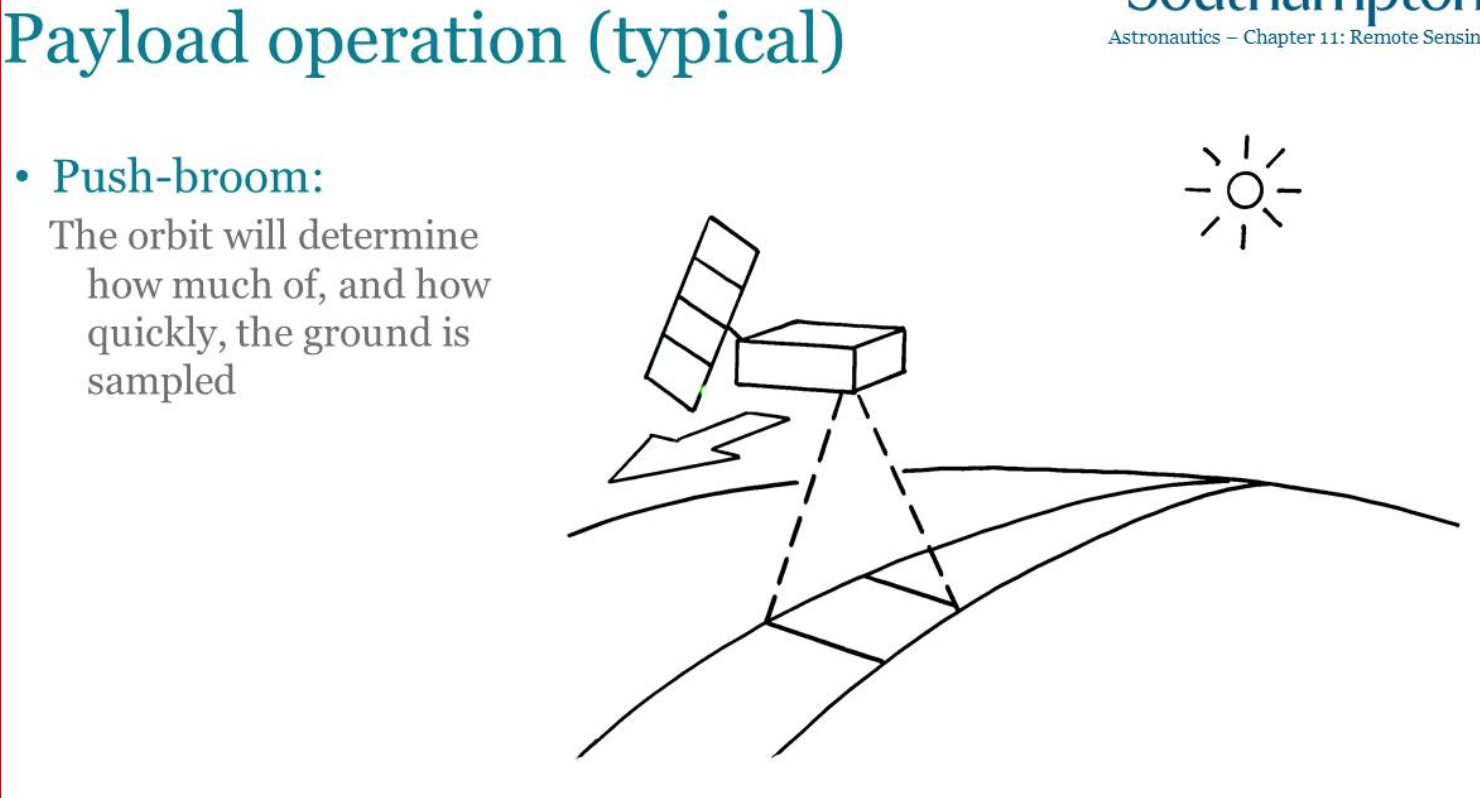 Payload operation (typical)
Southampton
Astronautics – Chapter 11: Remote Sensin
• Push-broom:
The orbit will determine
how much of, and how
quickly, the ground is
sampled